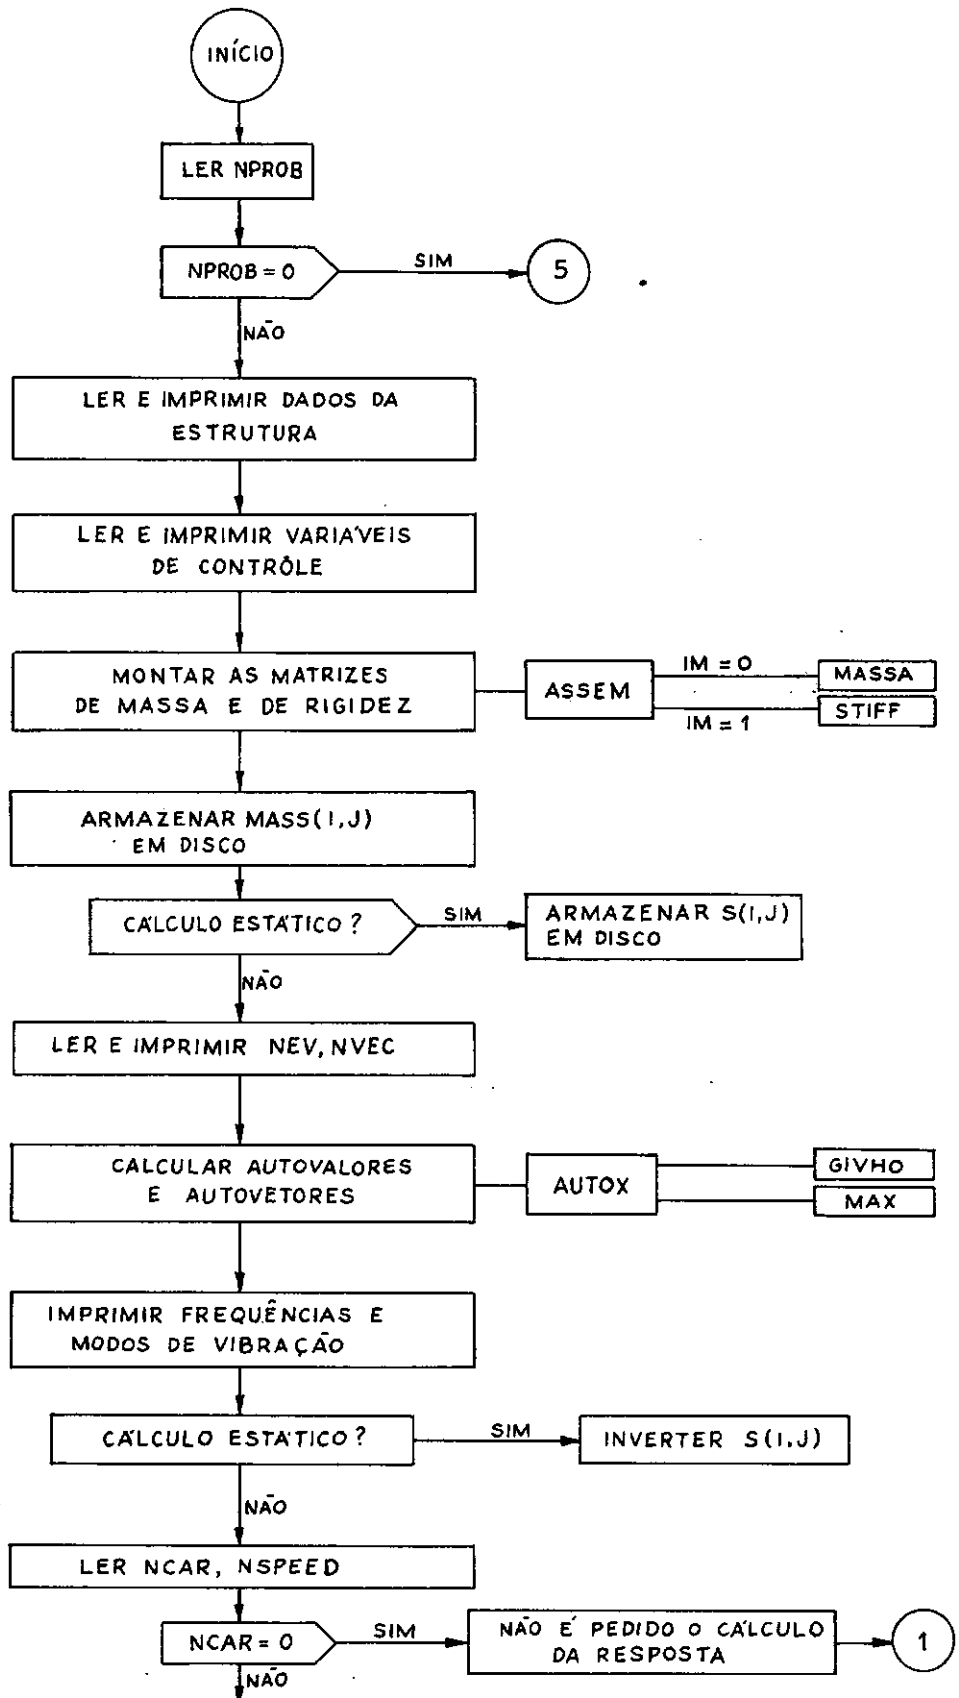 INÍCIO
LER NPROB
NPROB = 0
SIM
5
NÃO
LER E IMPRIMIR DADOS DA
ESTRUTURA
LER E IMPRIMIR VARIÁVEIS
DE CONTRÔLE
MONTAR AS MATRIZES
DE MASSA E DE RIGIDEZ
ASSEM
IM = 0
MASSA
IM = 1
STIFF
ARMAZENAR MASS(I,J)
EM DISCO
CÁLCULO ESTÁTICO ?
SIM
ARMAZENAR S(I,J)
EM DISCO
NÃO
LER E IMPRIMIR NEV, NVEC
CALCULAR AUTOVALORES
E AUTOVETORES
AUTOX
GIVHO
MAX
IMPRIMIR FREQUÊNCIAS E
MODOS DE VIBRAÇÃO
CÁLCULO ESTÁTICO ?
SIM
INVERTER S(I,J)
NÃO
LER NCAR, NSPEED
NCAR = 0
SIM
NÃO É PEDIDO O CÁLCULO
DA RESPOSTA
1
NÃO